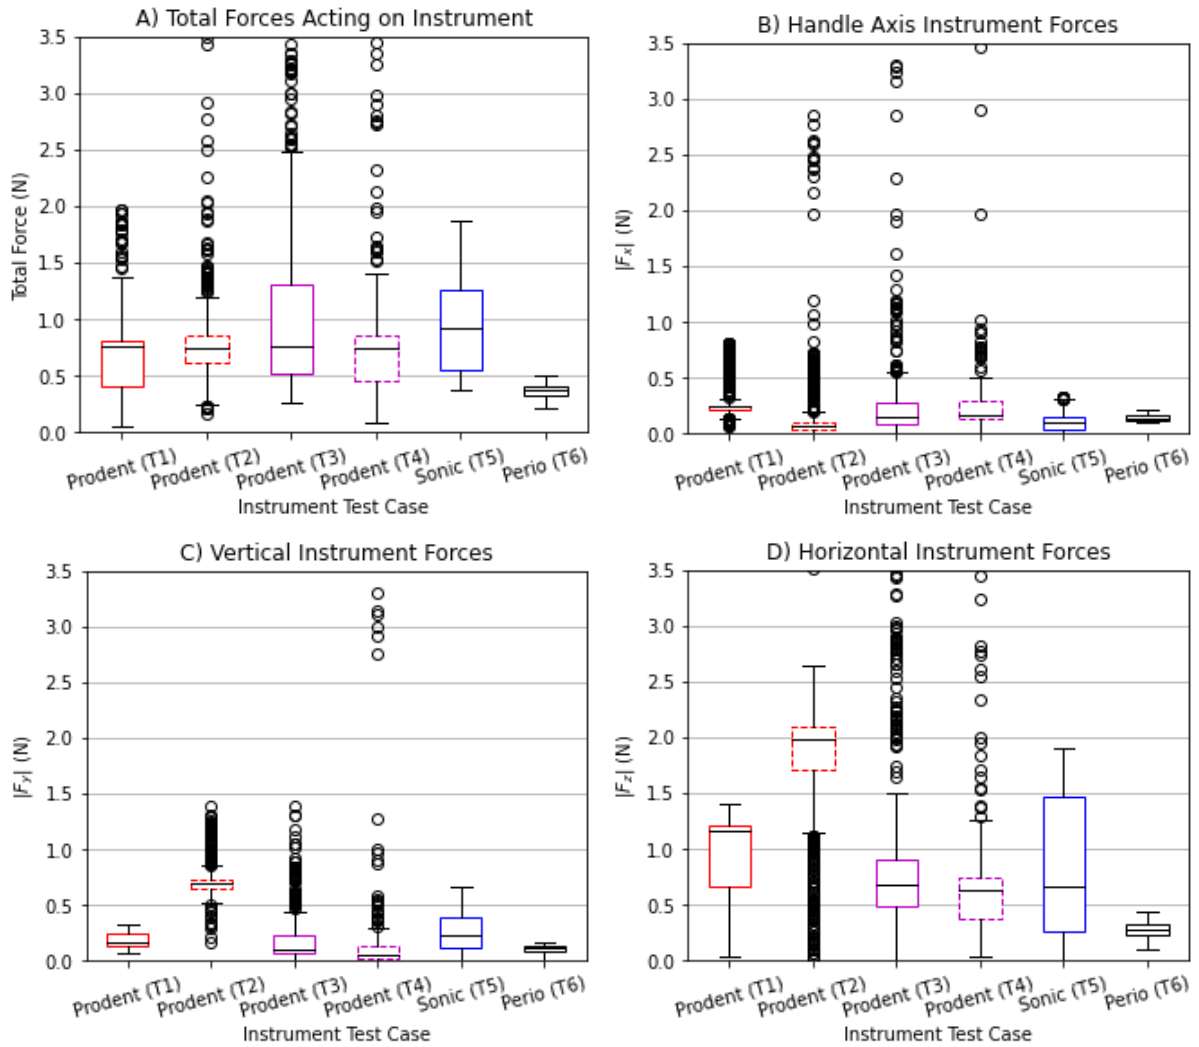 A) Total Forces Acting on Instrument
Total Force (N)
3.5
3.0
2.5
2.0
1.5
1.0
0.5
0.0
Prodent (T1) Prodent (T2) Prodent (T3) Prodent (T4) Sonic (T5) Perio (T6)
Instrument Test Case
B) Handle Axis Instrument Forces
|Fx| (N)
3.5
3.0
2.5
2.0
1.5
1.0
0.5
0.0
Prodent (T1) Prodent (T2) Prodent (T3) Prodent (T4) Sonic (T5) Perio (T6)
Instrument Test Case
C) Vertical Instrument Forces
|Fy| (N)
3.5
3.0
2.5
2.0
1.5
1.0
0.5
0.0
Prodent (T1) Prodent (T2) Prodent (T3) Prodent (T4) Sonic (T5) Perio (T6)
Instrument Test Case
D) Horizontal Instrument Forces
|Fz| (N)
3.5
3.0
2.5
2.0
1.5
1.0
0.5
0.0
Prodent (T1) Prodent (T2) Prodent (T3) Prodent (T4) Sonic (T5) Perio (T6)
Instrument Test Case